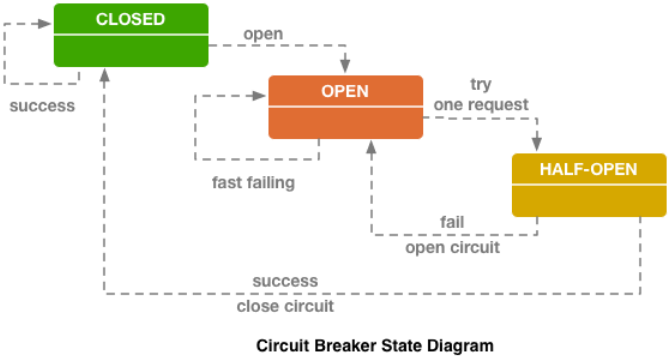 CLOSED
open
success
OPEN
try
one request
fast failing
HALF-OPEN
fail
open circuit
success
close circuit
Circuit Breaker State Diagram